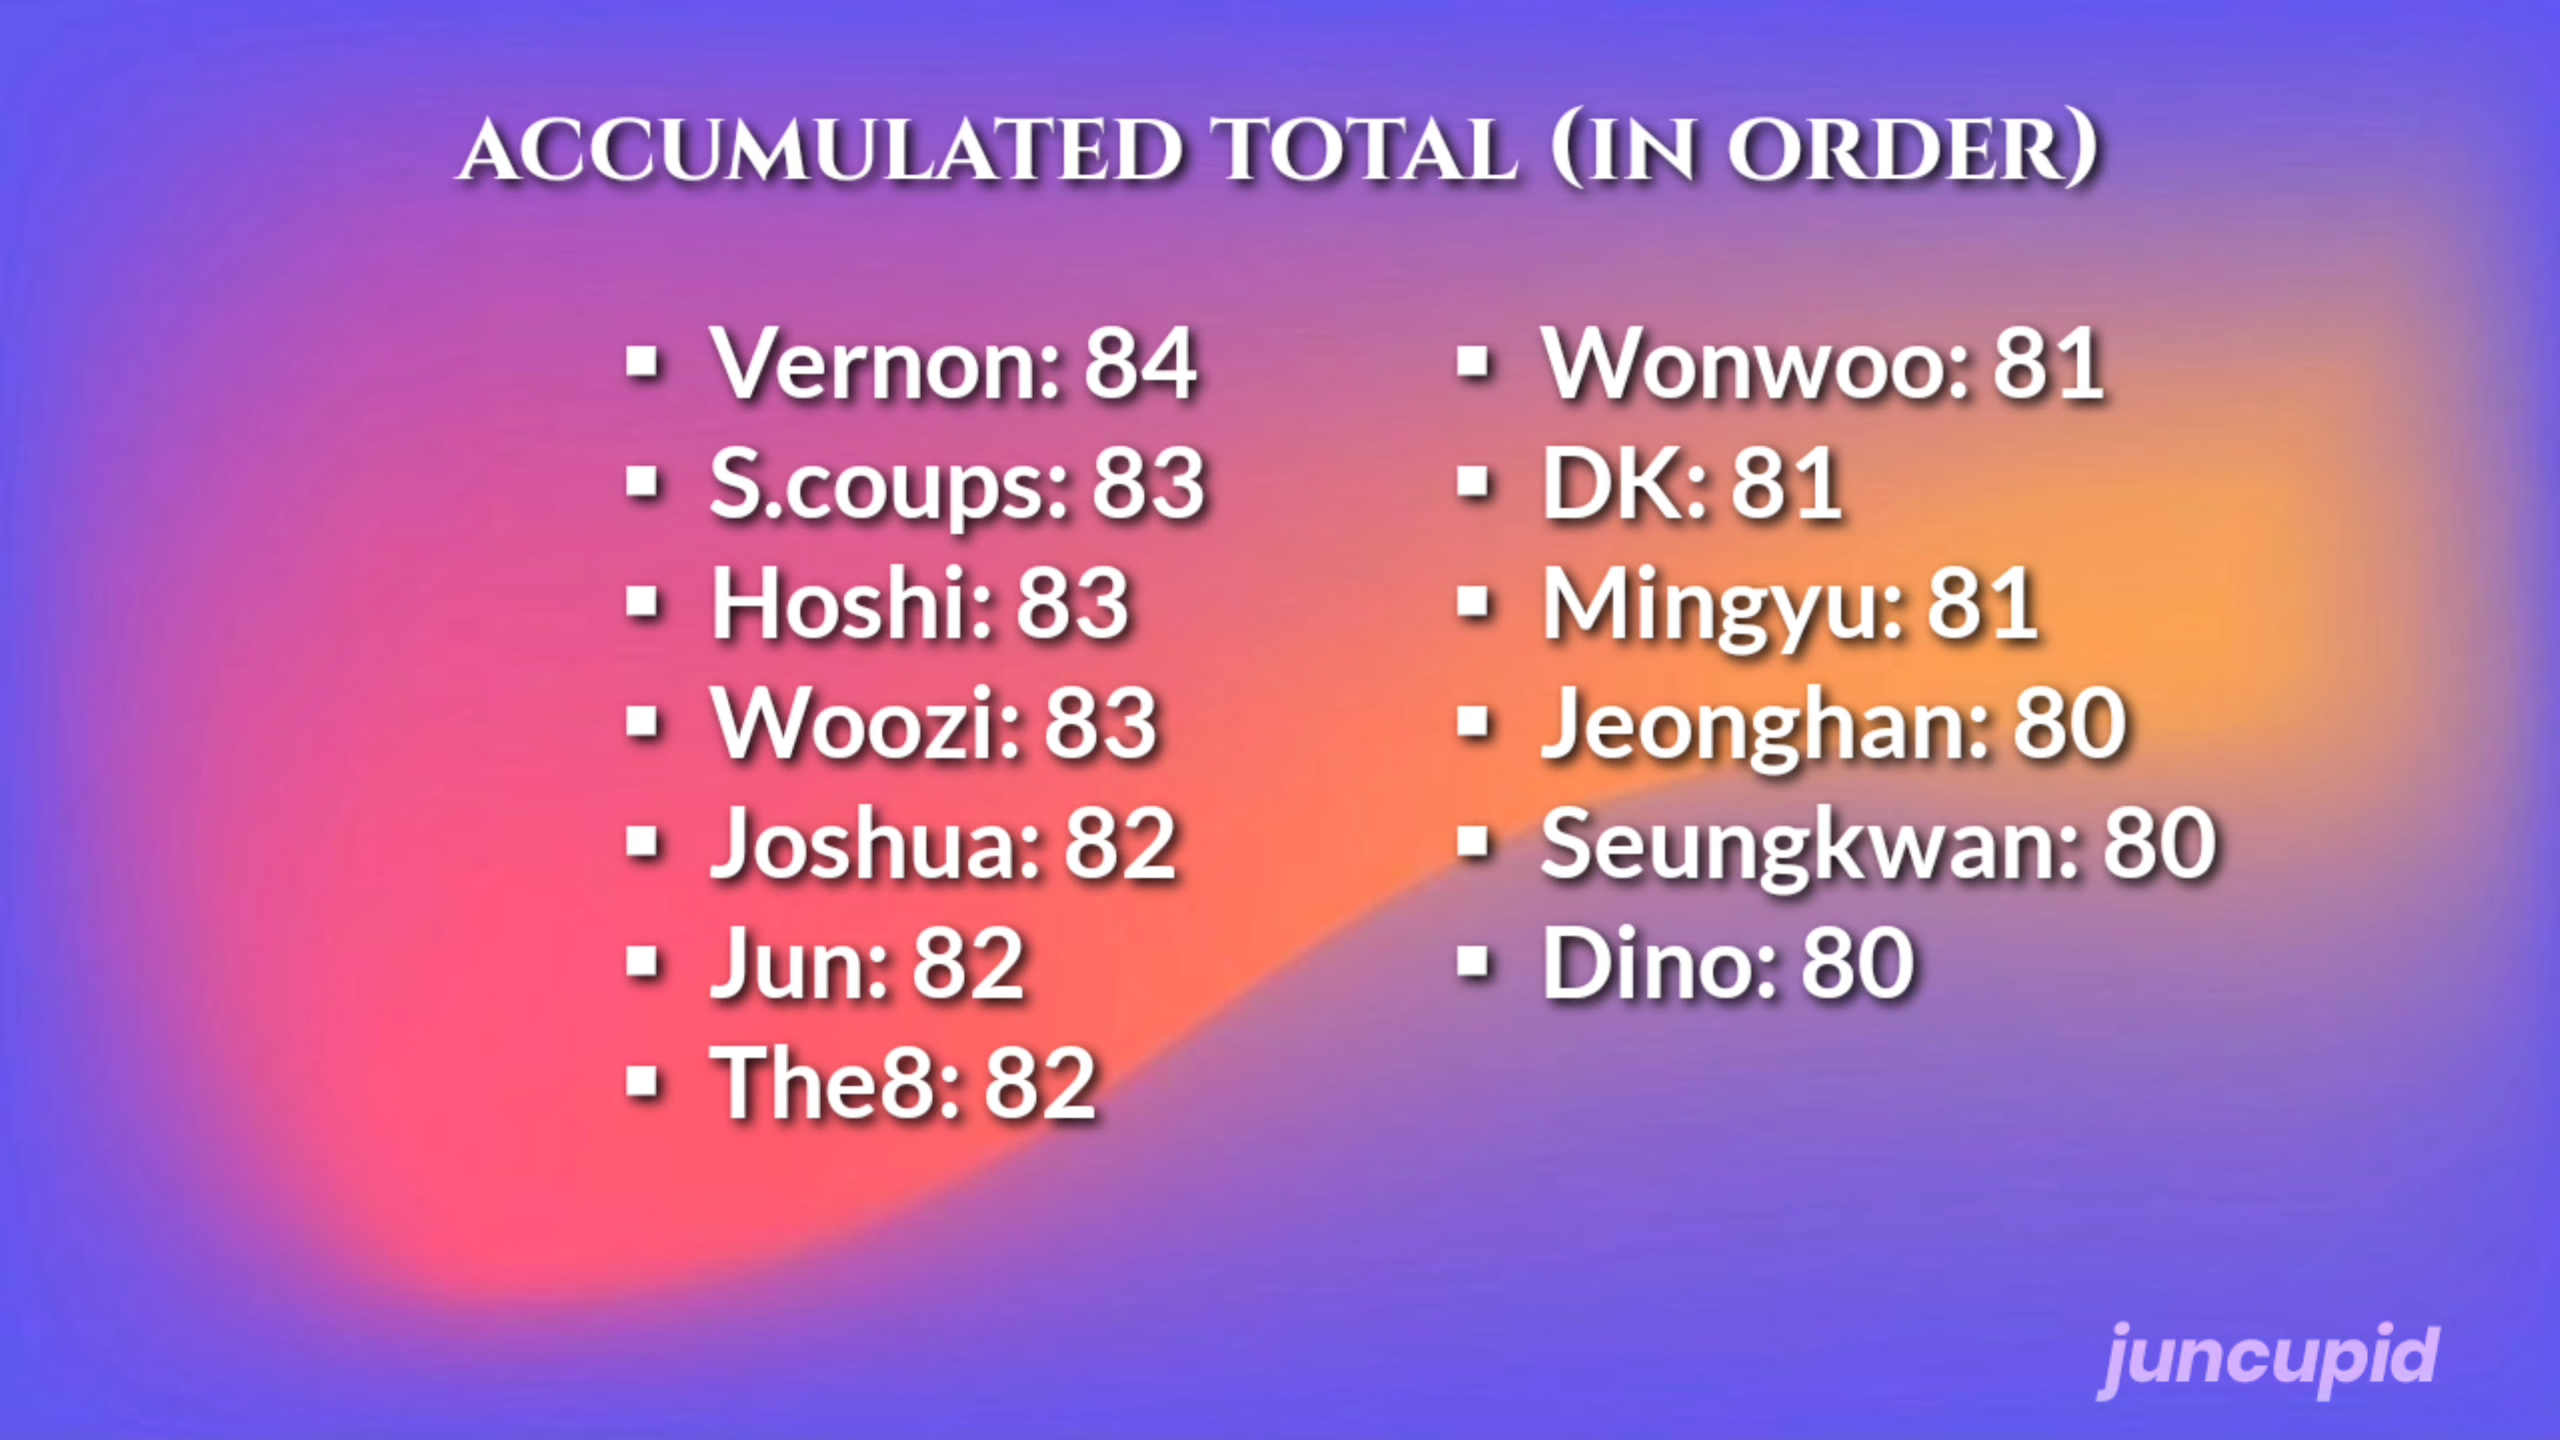 ACCUMULATED TOTAL (IN ORDER)
▪ Vernon: 84
▪ S.coups: 83
▪ Hoshi: 83
▪ Woozi: 83
▪ Joshua: 82
▪ Jun: 82
▪ The8: 82
▪ Wonwoo: 81
▪ DK: 81
▪ Mingyu: 81
▪ Jeonghan: 80
▪ Seungkwan: 80
▪ Dino: 80
juncupid